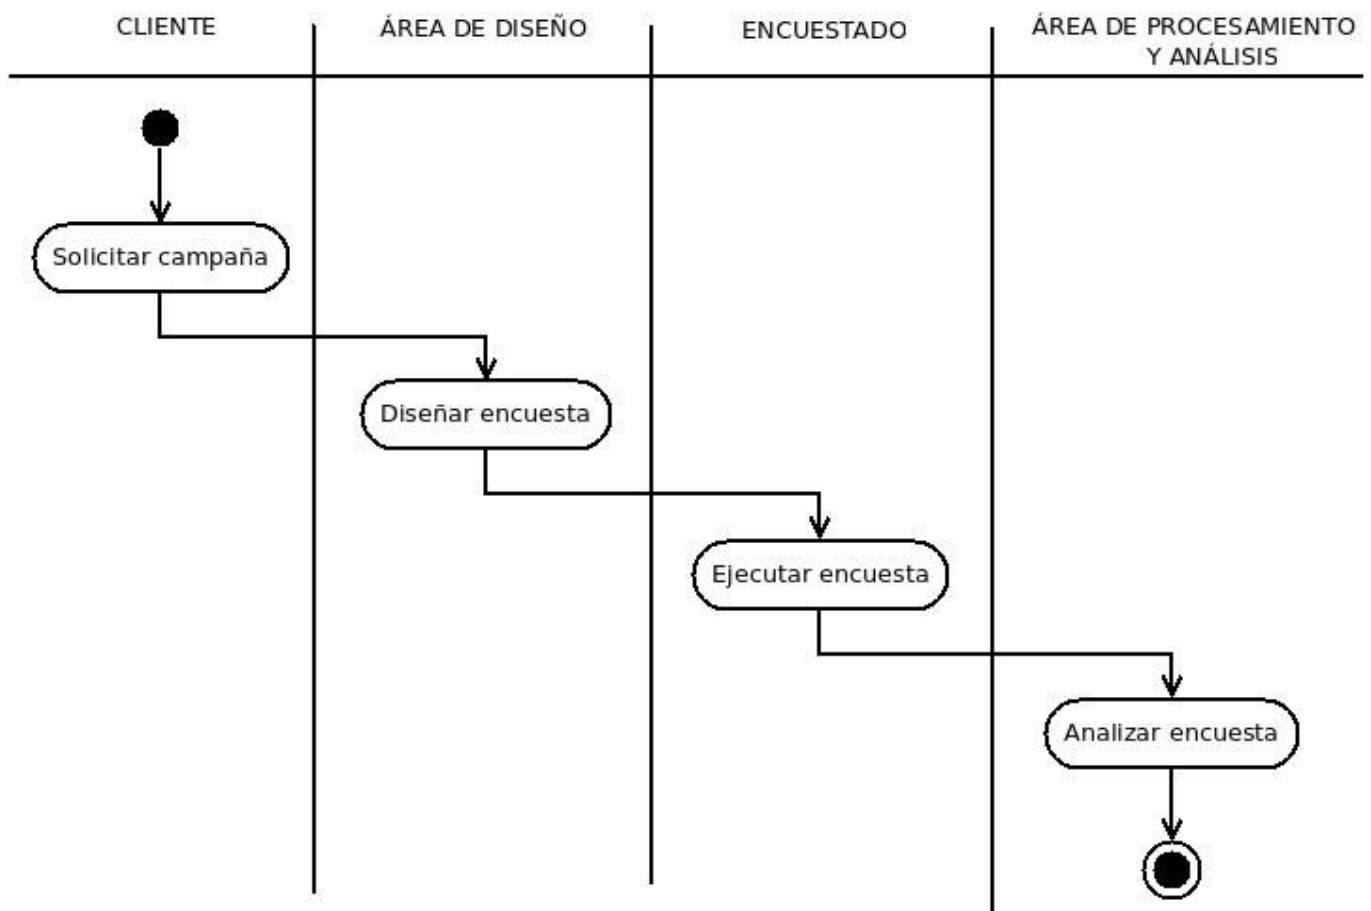 CLIENTE
ÁREA DE DISEÑO
ENCUESTADO
ÁREA DE PROCESAMIENTO
Y ANÁLISIS
Solicitar campaña
Diseñar encuesta
Ejecutar encuesta
Analizar encuesta